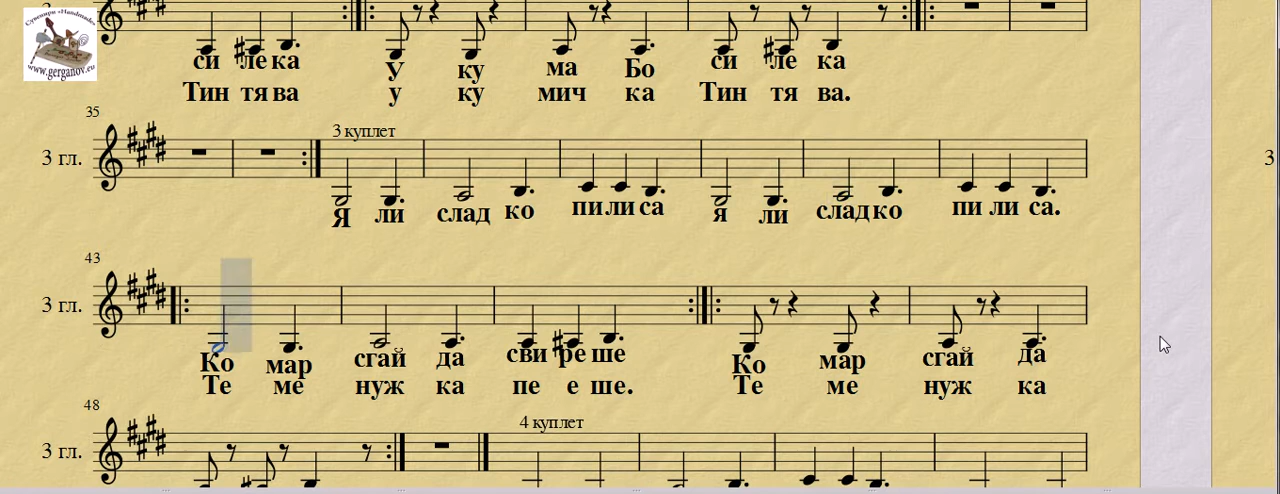 Сувенири «Handmade»
www.gerganov.eu
си ле ка У ку ма Бо си ле ка
Тин тя ва у ку мич ка Тин тя ва.
35
3 куплет
3 гл.
Я ли слад ко пи ли са я ли слад ко пи ли са.
3
43
3 гл.
Ко мар сгай да сви ре ше Ко мар сгай да
Те ме нуж ка пе е ше. Те ме нуж ка
48
4 куплет
3 гл.